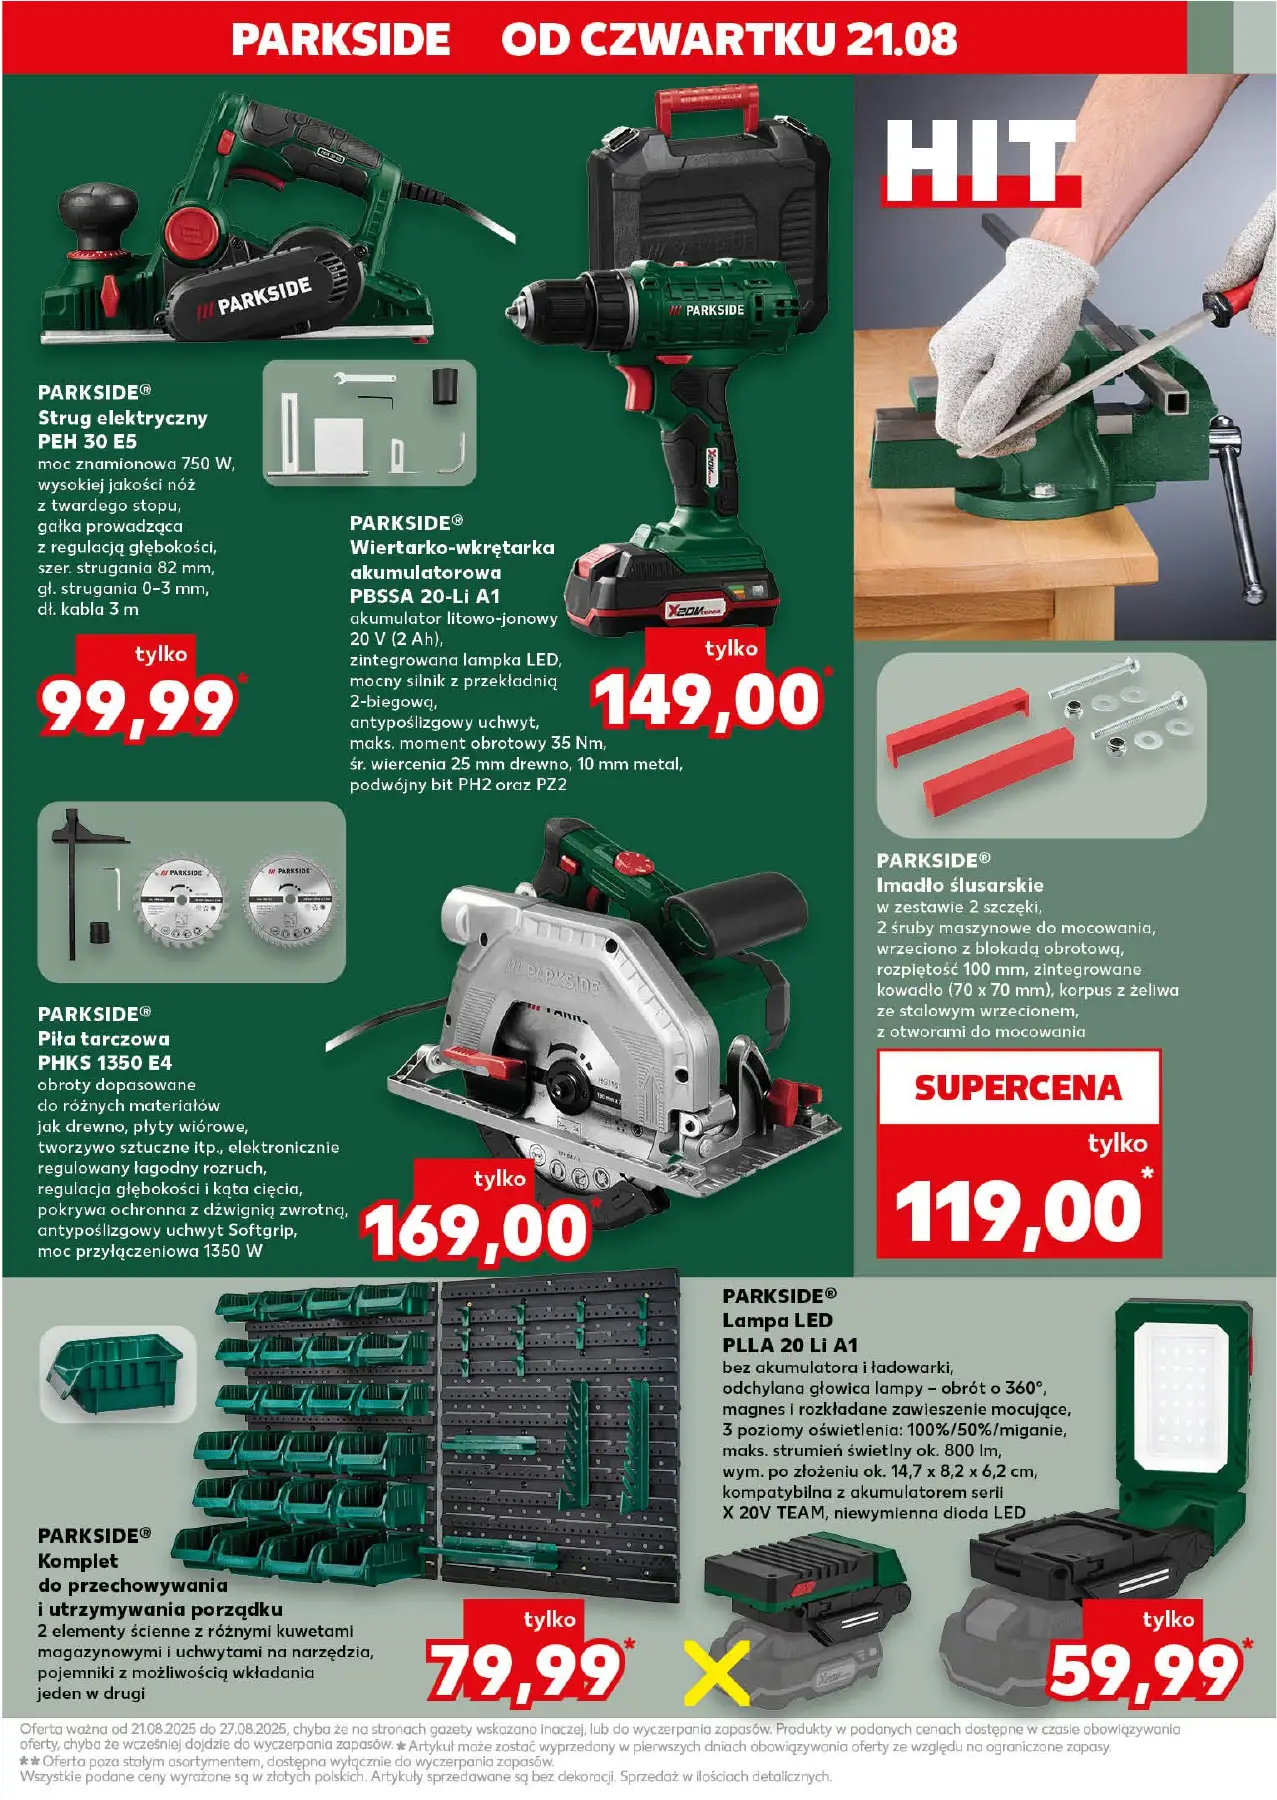 PARKSIDE OD CZWARTKU 21.08
HIT
PARKSIDE
PARKSIDE
PARKSIDE
X20V TEAM
X20V TEAM
PARKSIDE®
Strug elektryczny
PEH 30 E5
moc znamionowa 750 W,
wysokiej jakości nóż
z twardego stopu,
gałka prowadząca
z regulacją głębokości,
szer. strugania 82 mm,
gł. strugania 0-3 mm,
dł. kabla 3 m
tylko
99,99*
PARKSIDE®
Wiertarko-wkrętarka
akumulatorowa
PBSSA 20-Li A1
akumulator litowo-jonowy
20 V (2 Ah),
zintegrowana lampka LED,
mocny silnik z przekładnią
2-biegową,
antypoślizgowy uchwyt,
maks. moment obrotowy 35 Nm,
śr. wiercenia 25 mm drewno, 10 mm metal,
podwójny bit PH2 oraz PZ2
tylko
149,00*
PARKSIDE®
Imadło ślusarskie
w zestawie 2 szczęki,
2 śruby maszynowe do mocowania,
wrzeciono z blokadą obrotową,
rozpiętość 100 mm, zintegrowane
kowadło (70 x 70 mm), korpus z żeliwa
ze stalowym wrzecionem,
z otworami do mocowania
SUPERCENA
tylko
119,00*
PARKSIDE
PARKSIDE
PARKSIDE
PARKSIDE®
Piła tarczowa
PHKS 1350 E4
obroty dopasowane
do różnych materiałów
jak drewno, płyty wiórowe,
tworzywo sztuczne itp., elektronicznie
regulowany łagodny rozruch,
regulacja głębokości i kąta cięcia,
pokrywa ochronna z dźwignią zwrotną,
antypoślizgowy uchwyt Softgrip,
moc przyłączeniowa 1350 W
tylko
169,00*
PARKSIDE®
Komplet
do przechowywania
i utrzymywania porządku
2 elementy ścienne z różnymi kuwetami
magazynowymi i uchwytami na narzędzia,
pojemniki z możliwością wkładania
jeden w drugi
tylko
79,99*
PARKSIDE®
Lampa LED
PLLA 20 Li A1
bez akumulatora i ładowarki,
odchylana głowica lampy – obrót o 360°,
magnes i rozkładane zawieszenie mocujące,
3 poziomy oświetlenia: 100%/50%/miganie,
maks. strumień świetlny ok. 800 lm,
wym. po złożeniu ok. 14,7 x 8,2 x 6,2 cm,
kompatybilna z akumulatorem serii
X 20V TEAM, niewymienna dioda LED
tylko
59,99*
Oferta ważna od 21.08.2025 do 27.08.2025, chyba że na stronach gazety wskazano inaczej, lub do wyczerpania zapasów. Produkty w podanych cenach dostępne w czasie obowiązywania
oferty, chyba że wcześniej dojdzie do wyczerpania zapasów. * Artykuł może zostać wyprzedany w pierwszych dniach obowiązywania oferty ze względu na ograniczone zapasy.
** Oferta poza stałym asortymentem, dostępna wyłącznie do wyczerpania zapasów.
Wszystkie podane ceny wyrażone są w złotych polskich. Artykuły sprzedawane są bez dekoracji. Sprzedaż w ilościach detalicznych.